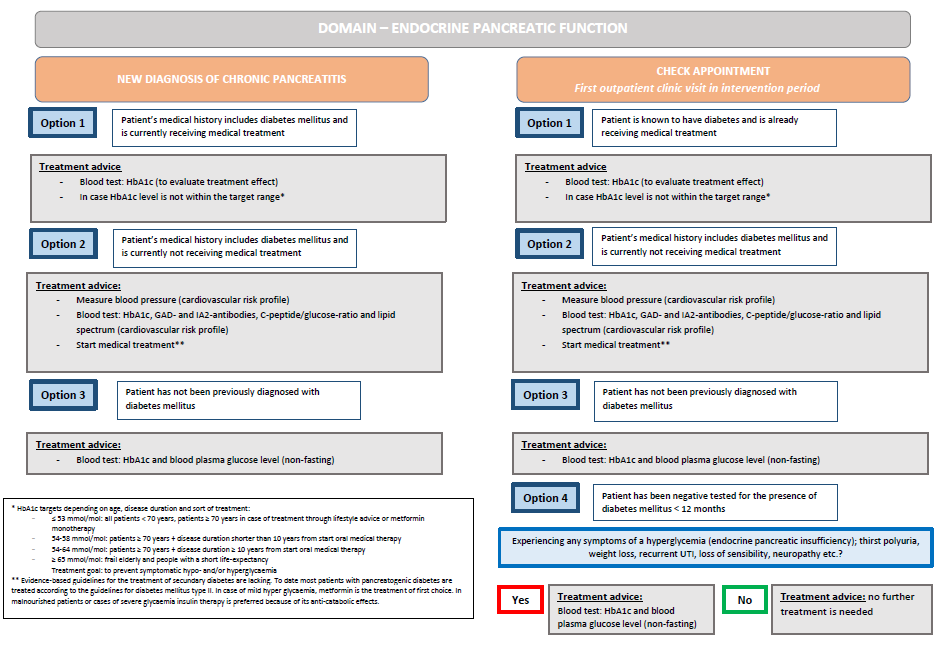 DOMAIN – ENDOCRINE PANCREATIC FUNCTION
NEW DIAGNOSIS OF CHRONIC PANCREATITIS
Option 1
Patient's medical history includes diabetes mellitus and
is currently receiving medical treatment
Treatment advice
- Blood test: HbA1c (to evaluate treatment effect)
- In case HbA1c level is not within the target range*
Option 2
Patient's medical history includes diabetes mellitus and
is currently not receiving medical treatment
Treatment advice:
- Measure blood pressure (cardiovascular risk profile)
- Blood test: HbA1c, GAD- and IA2-antibodies, C-peptide/glucose-ratio and lipid
spectrum (cardiovascular risk profile)
- Start medical treatment**
Option 3
Patient has not been previously diagnosed with
diabetes mellitus
Treatment advice:
- Blood test: HbA1c and blood plasma glucose level (non-fasting)
* HbA1c targets depending on age, disease duration and sort of treatment:
- ≤ 53 mmol/mol: all patients < 70 years, patients ≥ 70 years in case of treatment through lifestyle advice or metformin
monotherapy
- 54-58 mmol/mol: patients ≥ 70 years + disease duration shorter than 10 years from start oral medical therapy
- 54-64 mmol/mol: patients ≥ 70 years + disease duration ≥ 10 years from start oral medical therapy
- ≥ 65 mmol/mol: frail elderly and people with a short life-expectancy
Treatment goal: to prevent symptomatic hypo- and/or hyperglycaemia
** Evidence-based guidelines for the treatment of secondary diabetes are lacking. To date most patients with pancreatogenic diabetes are
treated according to the guidelines for diabetes mellitus type II. In case of mild hyper glycaemia, metformin is the treatment of first choice. In
malnourished patients or cases of severe glycaemia insulin therapy is preferred because of its anti-catabolic effects.
CHECK APPOINTMENT
First outpatient clinic visit in intervention period
Option 1
Patient is known to have diabetes and is already
receiving medical treatment
Treatment advice
- Blood test: HbA1c (to evaluate treatment effect)
- In case HbA1c level is not within the target range*
Option 2
Patient's medical history includes diabetes mellitus and
is currently not receiving medical treatment
Treatment advice:
- Measure blood pressure (cardiovascular risk profile)
- Blood test: HbA1c, GAD- and IA2-antibodies, C-peptide/glucose-ratio and lipid
spectrum (cardiovascular risk profile)
- Start medical treatment**
Option 3
Patient has not been previously diagnosed with
diabetes mellitus
Treatment advice:
- Blood test: HbA1c and blood plasma glucose level (non-fasting)
Option 4
Patient has been negative tested for the presence of
diabetes mellitus < 12 months
Experiencing any symptoms of a hyperglycemia (endocrine pancreatic insufficiency); thirst polyuria,
weight loss, recurrent UTI, loss of sensibility, neuropathy etc.?
Yes
Treatment advice:
Blood test: HbA1c and blood
plasma glucose level (non-fasting)
No
Treatment advice: no further
treatment is needed